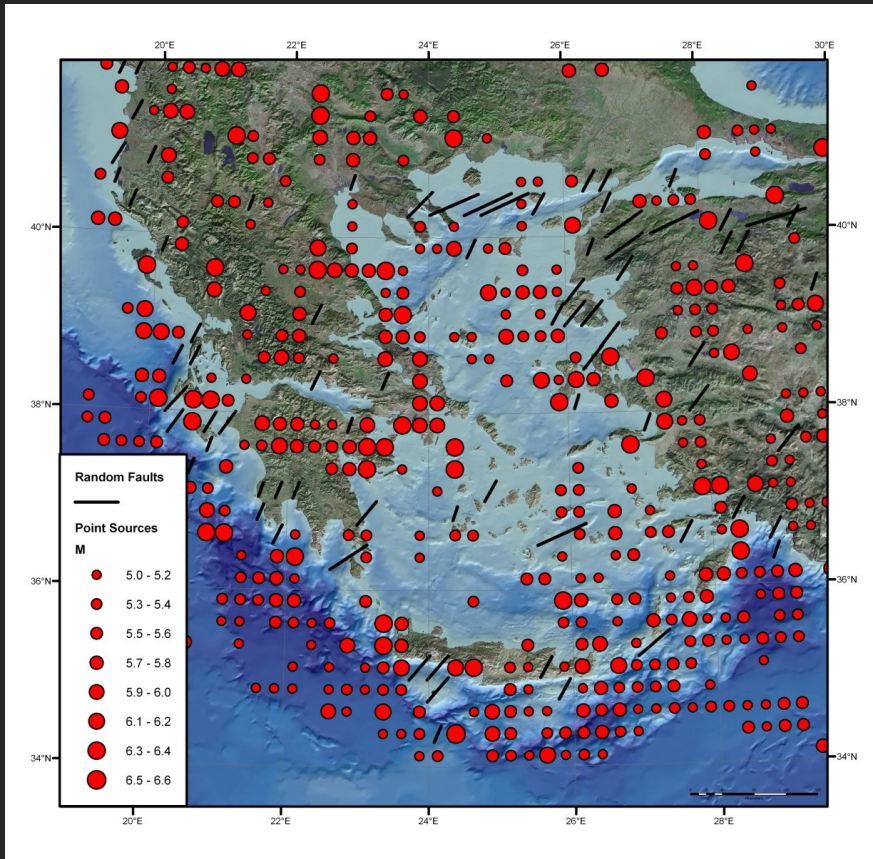 20°E 22°E 24°E 26°E 28°E 30°E
40°N 40°N
38°N 38°N
Random Faults
Point Sources
M
5.0 - 5.2
5.3 - 5.4
5.5 - 5.6
5.7 - 5.8
5.9 - 6.0
6.1 - 6.2
6.3 - 6.4
6.5 - 6.6
36°N 36°N
34°N 34°N
20°E 22°E 24°E 26°E 28°E